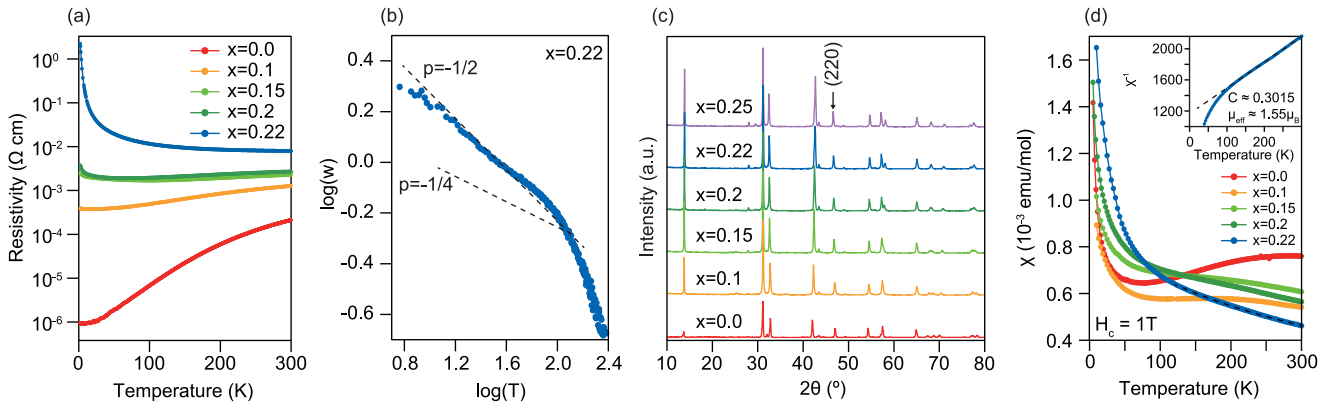 (a)
Resistivity (Ω cm)
10⁰
10⁻¹
10⁻²
10⁻³
10⁻⁴
10⁻⁵
10⁻⁶
x=0.0
x=0.1
x=0.15
x=0.2
x=0.22
0
100
200
300
Temperature (K)
(b)
x=0.22
p=-1/2
p=-1/4
log(w)
0.6
0.4
0.2
0.0
−0.2
−0.4
−0.6
0.8
1.2
1.6
2.0
2.4
log(T)
(c)
Intensity (a.u.)
(220)
x=0.25
x=0.22
x=0.2
x=0.15
x=0.1
x=0.0
10
20
30
40
50
60
70
80
2θ (º)
(d)
χ (10⁻³ emu/mol)
1.6
1.4
1.2
1.0
0.8
0.6
0.4
χ⁻¹
2000
1600
1200
C ≈ 0.3015
μeff ≈ 1.55μB
0
100
200
Temperature (K)
x=0.0
x=0.1
x=0.15
x=0.2
x=0.22
H꜀ = 1T
0
100
200
300
Temperature (K)